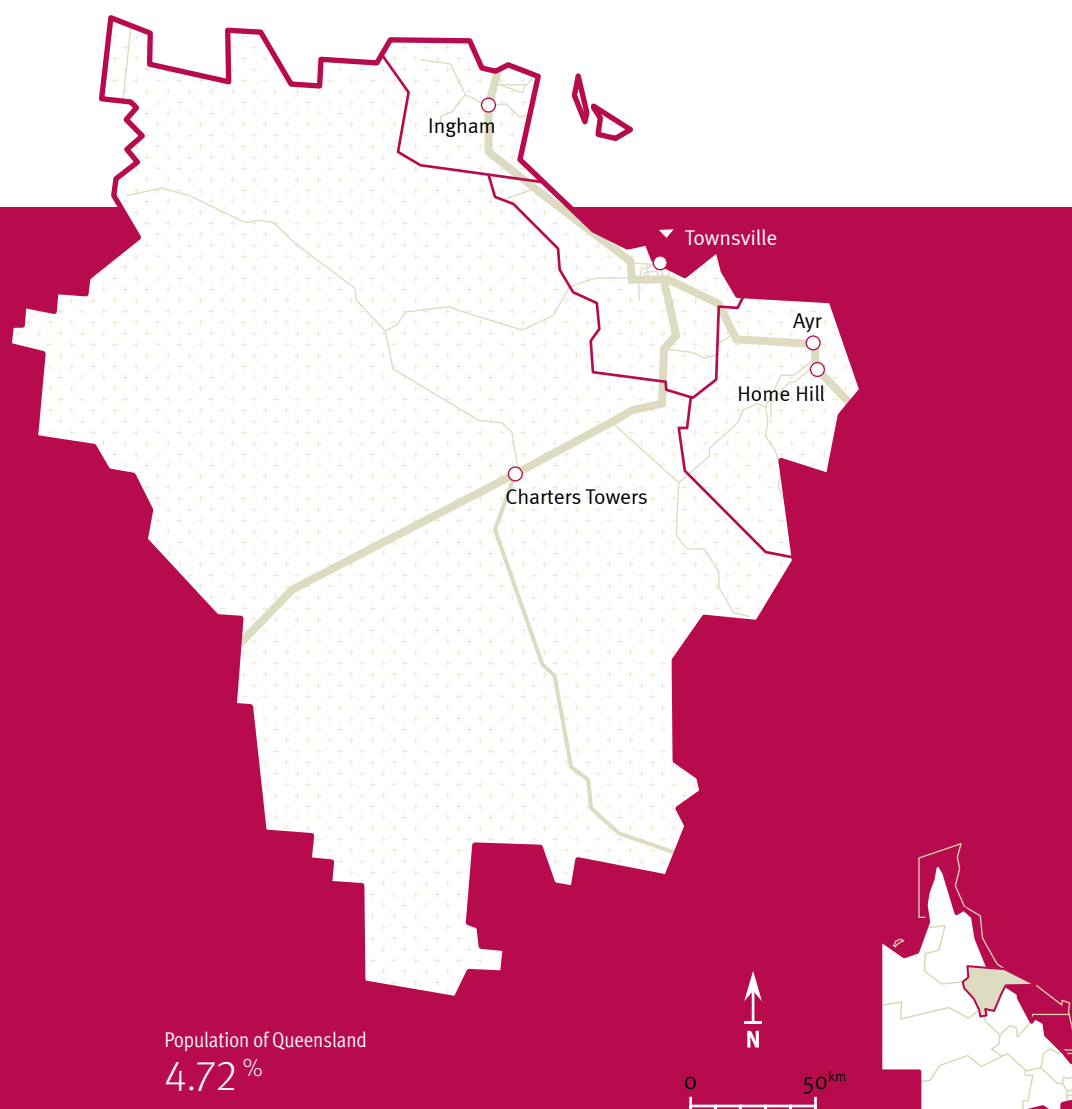 Ingham
Townsville
Ayr
Home Hill
Charters Towers
Population of Queensland
4.72 %
N
0 50km